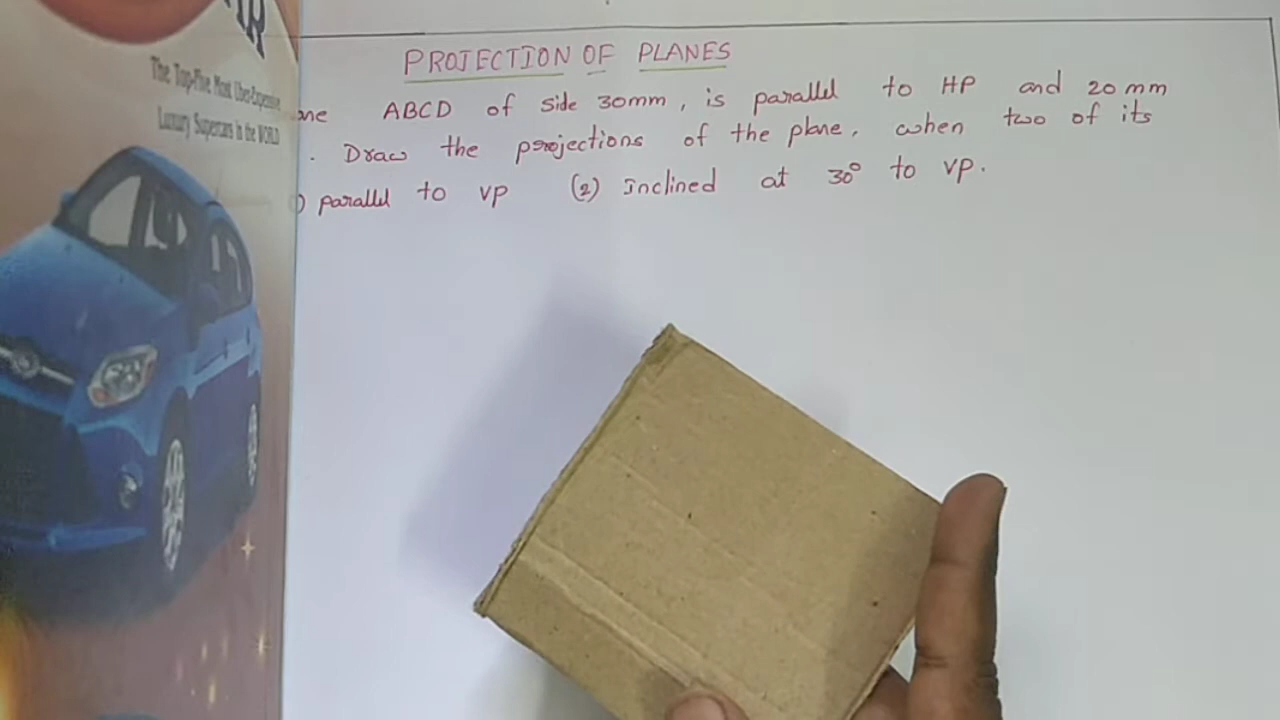 The Top-Five Most Uber-Expensive
Luxury Supercars in the WORLD
PROJECTION OF PLANES
ABCD of side 30mm, is parallel to HP and 20 mm
. Draw the projections of the plane, when two of its
) parallel to VP (2) Inclined at 30° to VP.